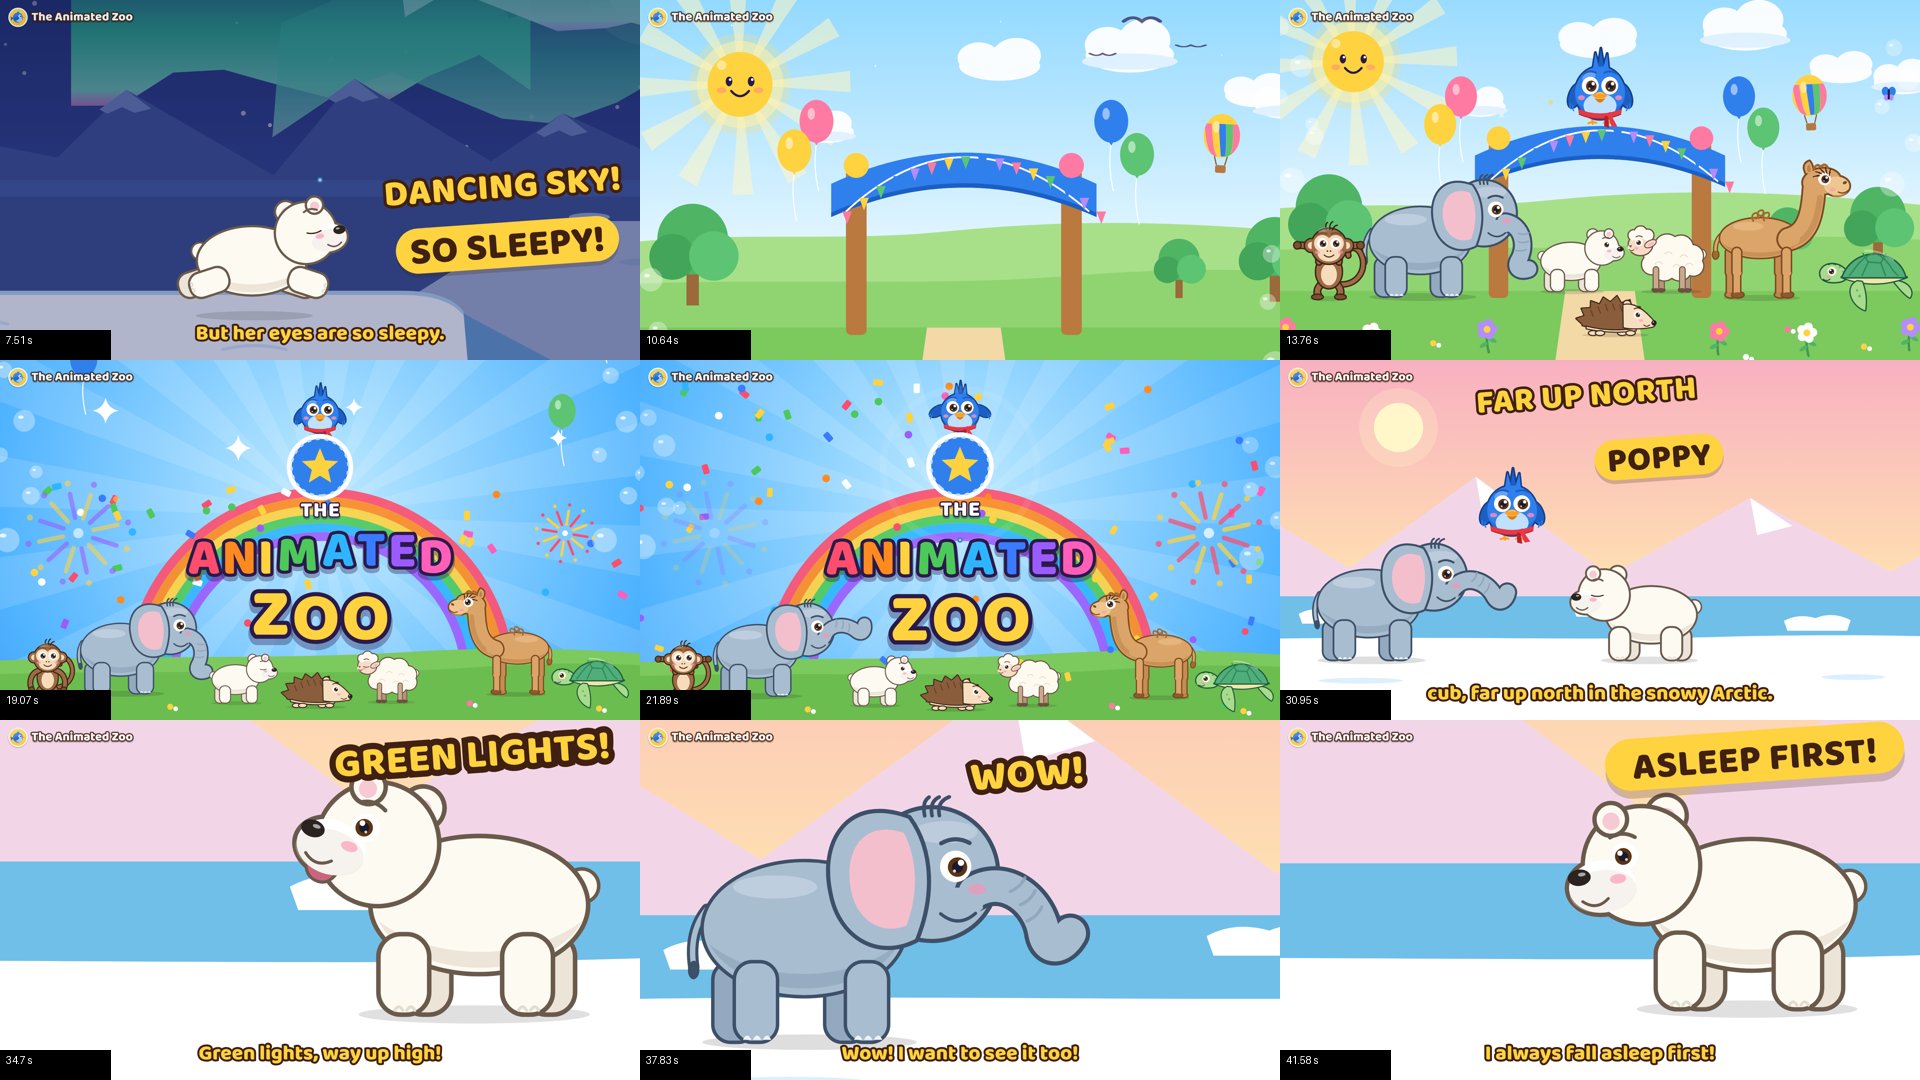 The Animated Zoo
DANCING SKY!
SO SLEEPY!
But her eyes are so sleepy.
7.51 s
The Animated Zoo
10.64 s
The Animated Zoo
13.76 s
The Animated Zoo
THE
ANIMATED
ZOO
19.07 s
The Animated Zoo
THE
ANIMATED
ZOO
21.89 s
The Animated Zoo
FAR UP NORTH
POPPY
cub, far up north in the snowy Arctic.
30.95 s
The Animated Zoo
GREEN LIGHTS!
Green lights, way up high!
34.7 s
The Animated Zoo
WOW!
Wow! I want to see it too!
37.83 s
The Animated Zoo
ASLEEP FIRST!
I always fall asleep first!
41.58 s